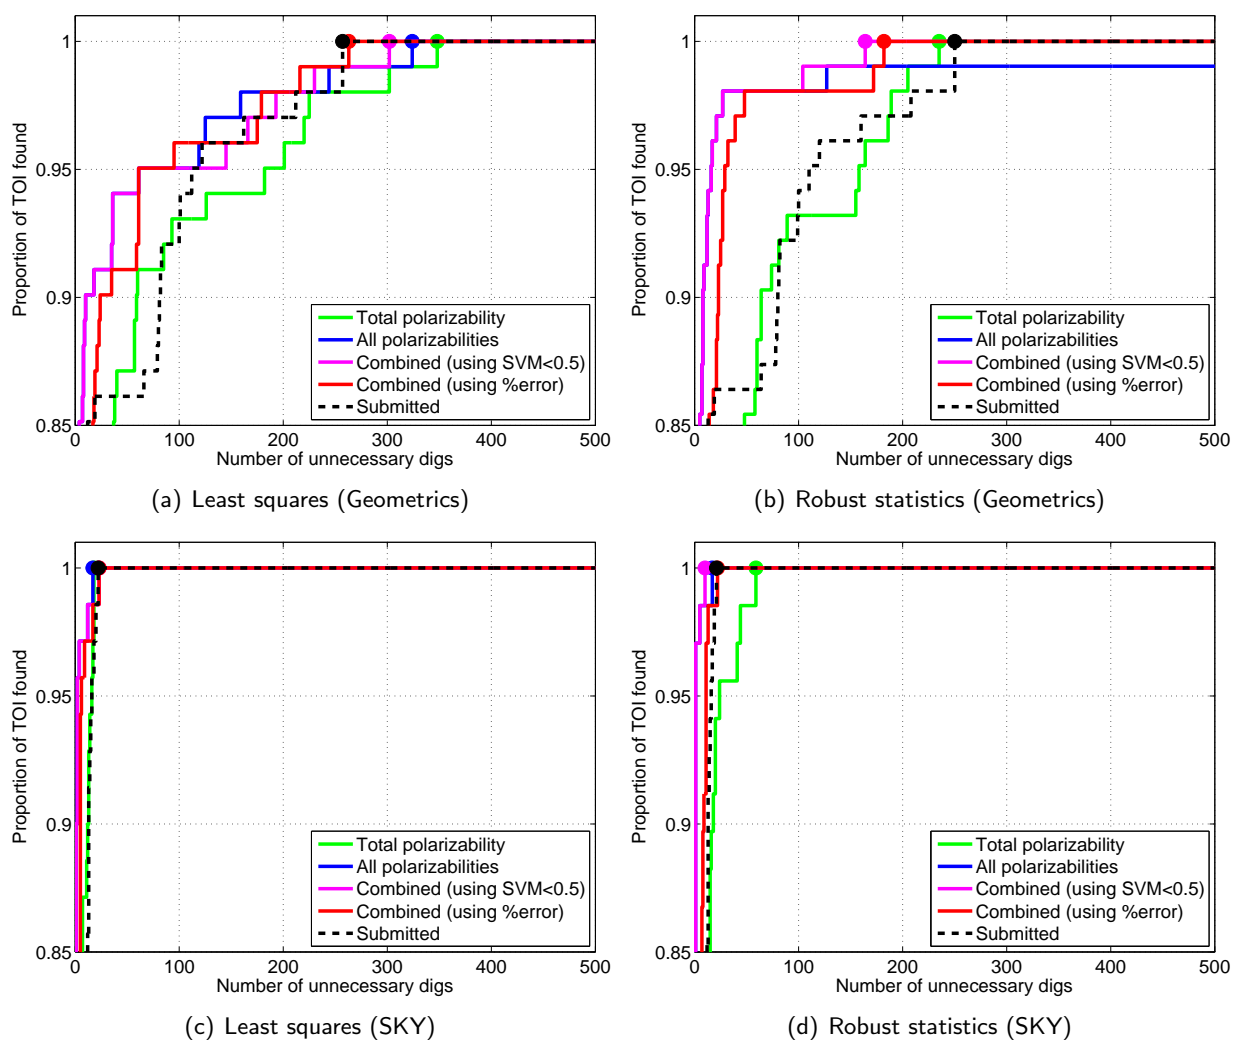 1
0.95
0.9
0.85
Proportion of TOI found
0 100 200 300 400 500
Number of unnecessary digs
Total polarizability
All polarizabilities
Combined (using SVM<0.5)
Combined (using %error)
Submitted
(a) Least squares (Geometrics)
1
0.95
0.9
0.85
Proportion of TOI found
0 100 200 300 400 500
Number of unnecessary digs
Total polarizability
All polarizabilities
Combined (using SVM<0.5)
Combined (using %error)
Submitted
(b) Robust statistics (Geometrics)
1
0.95
0.9
0.85
Proportion of TOI found
0 100 200 300 400 500
Number of unnecessary digs
Total polarizability
All polarizabilities
Combined (using SVM<0.5)
Combined (using %error)
Submitted
(c) Least squares (SKY)
1
0.95
0.9
0.85
Proportion of TOI found
0 100 200 300 400 500
Number of unnecessary digs
Total polarizability
All polarizabilities
Combined (using SVM<0.5)
Combined (using %error)
Submitted
(d) Robust statistics (SKY)